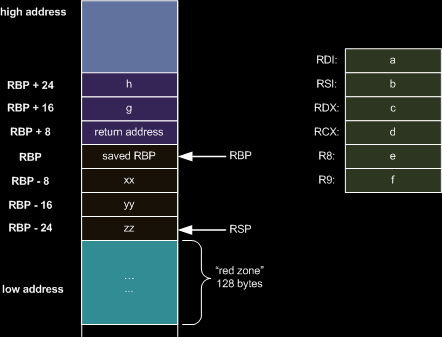 high address
RBP + 24 h
RBP + 16 g
RBP + 8 return address
RBP saved RBP RBP
RBP - 8 xx
RBP - 16 yy
RBP - 24 zz RSP
low address
...
...
"red zone"
128 bytes
RDI: a
RSI: b
RDX: c
RCX: d
R8: e
R9: f